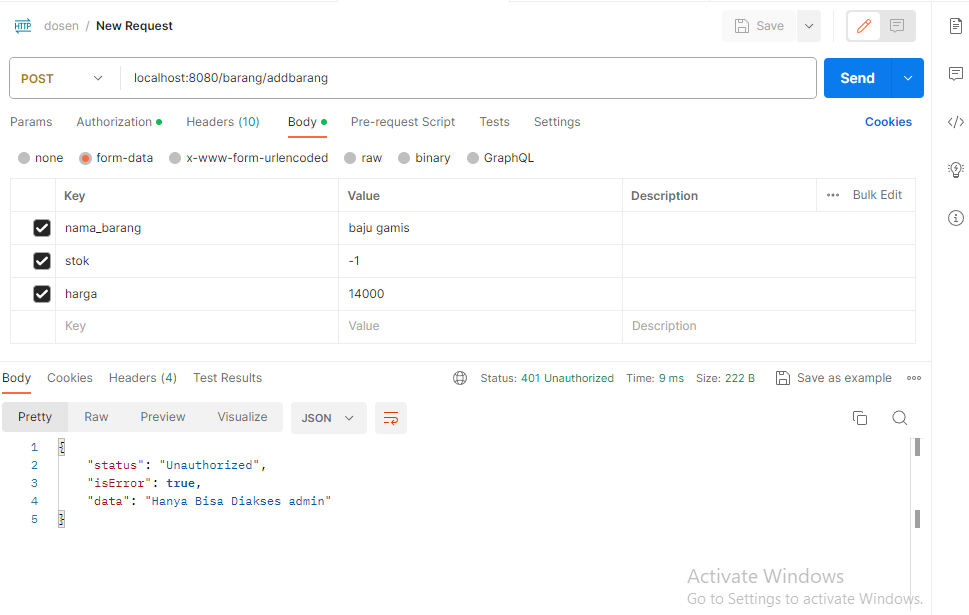 HTTP dosen / New Request Save
POST localhost:8080/barang/addbarang Send
Params Authorization Headers (10) Body Pre-request Script Tests Settings Cookies
none form-data x-www-form-urlencoded raw binary GraphQL
Key Value Description ••• Bulk Edit
nama_barang baju gamis
stok -1
harga 14000
Key Value Description
Body Cookies Headers (4) Test Results Status: 401 Unauthorized Time: 9 ms Size: 222 B Save as example •••
Pretty Raw Preview Visualize JSON
1 {
2 "status": "Unauthorized",
3 "isError": true,
4 "data": "Hanya Bisa Diakses admin"
5 }
Activate Windows
Go to Settings to activate Windows.